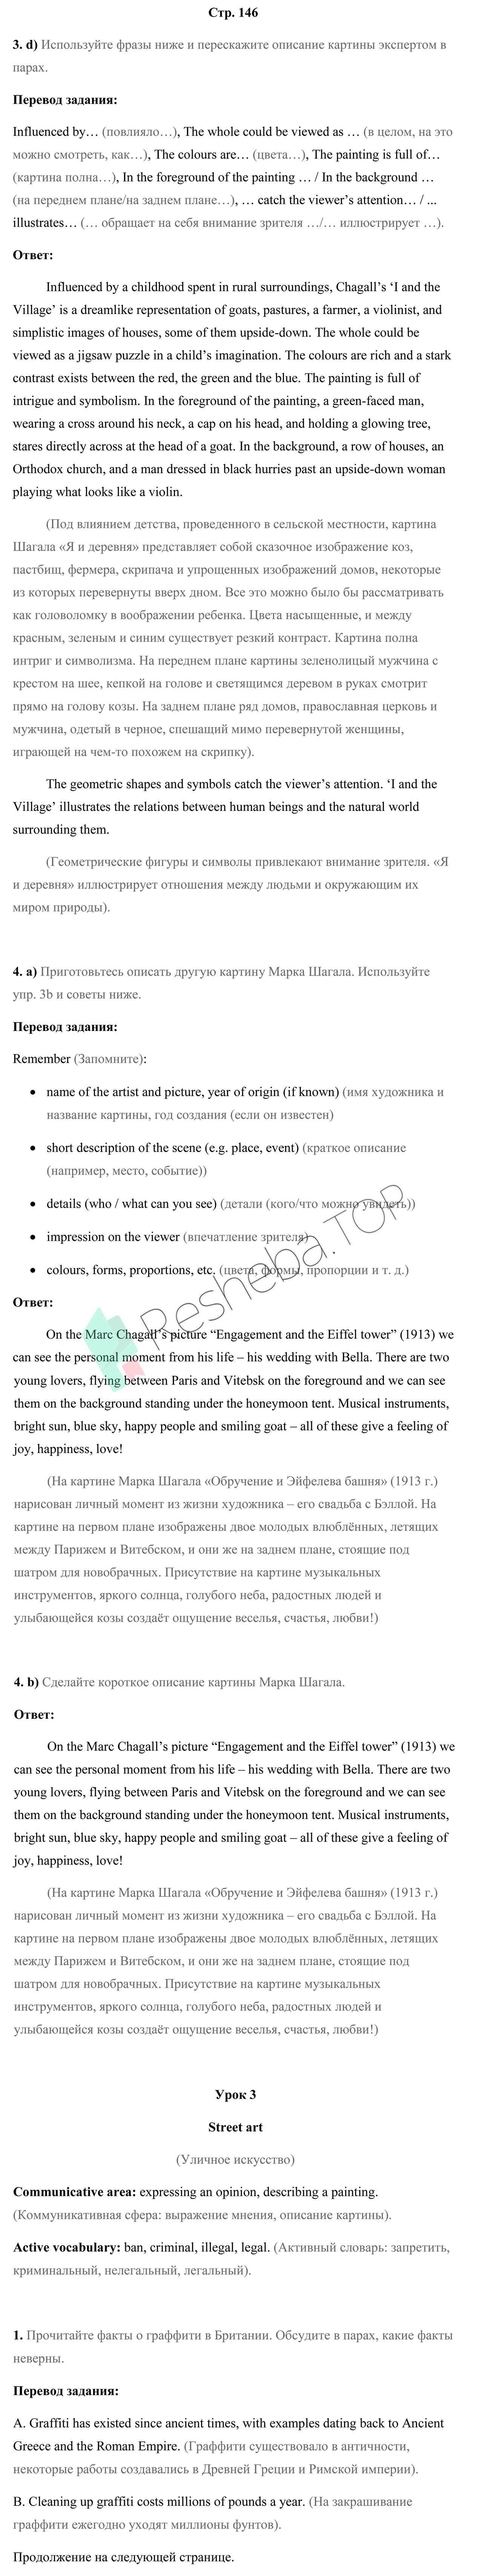 Стр. 146
3. d) Используйте фразы ниже и перескажите описание картины экспертом в
парах.
Перевод задания:
Influenced by… (повлияло…), The whole could be viewed as … (в целом, на это
можно смотреть, как…), The colours are… (цвета…), The painting is full of…
(картина полна…), In the foreground of the painting … / In the background …
(на переднем плане/на заднем плане…), … catch the viewer’s attention… / ...
illustrates… (… обращает на себя внимание зрителя …/… иллюстрирует …).
Ответ:
Influenced by a childhood spent in rural surroundings, Chagall’s ‘I and the
Village’ is a dreamlike representation of goats, pastures, a farmer, a violinist, and
simplistic images of houses, some of them upside-down. The whole could be
viewed as a jigsaw puzzle in a child’s imagination. The colours are rich and a stark
contrast exists between the red, the green and the blue. The painting is full of
intrigue and symbolism. In the foreground of the painting, a green-faced man,
wearing a cross around his neck, a cap on his head, and holding a glowing tree,
stares directly across at the head of a goat. In the background, a row of houses, an
Orthodox church, and a man dressed in black hurries past an upside-down woman
playing what looks like a violin.
(Под влиянием детства, проведенного в сельской местности, картина
Шагала «Я и деревня» представляет собой сказочное изображение коз,
пастбищ, фермера, скрипача и упрощенных изображений домов, некоторые
из которых перевернуты вверх дном. Все это можно было бы рассматривать
как головоломку в воображении ребенка. Цвета насыщенные, и между
красным, зеленым и синим существует резкий контраст. Картина полна
интриг и символизма. На переднем плане картины зеленолицый мужчина с
крестом на шее, кепкой на голове и светящимся деревом в руках смотрит
прямо на голову козы. На заднем плане ряд домов, православная церковь и
мужчина, одетый в черное, спешащий мимо перевернутой женщины,
играющей на чем-то похожем на скрипку).
The geometric shapes and symbols catch the viewer’s attention. ‘I and the
Village’ illustrates the relations between human beings and the natural world
surrounding them.
(Геометрические фигуры и символы привлекают внимание зрителя. «Я
и деревня» иллюстрирует отношения между людьми и окружающим их
миром природы).
4. a) Приготовьтесь описать другую картину Марка Шагала. Используйте
упр. 3b и советы ниже.
Перевод задания:
Remember (Запомните):
• name of the artist and picture, year of origin (if known) (имя художника и
название картины, год создания (если он известен)
• short description of the scene (e.g. place, event) (краткое описание
(например, место, событие))
• details (who / what can you see) (детали (кого/что можно увидеть))
• impression on the viewer (впечатление зрителя)
• colours, forms, proportions, etc. (цвета, формы, пропорции и т. д.)
Resheba.TOP
Ответ:
On the Marc Chagall’s picture “Engagement and the Eiffel tower” (1913) we
can see the personal moment from his life – his wedding with Bella. There are two
young lovers, flying between Paris and Vitebsk on the foreground and we can see
them on the background standing under the honeymoon tent. Musical instruments,
bright sun, blue sky, happy people and smiling goat – all of these give a feeling of
joy, happiness, love!
(На картине Марка Шагала «Обручение и Эйфелева башня» (1913 г.)
нарисован личный момент из жизни художника – его свадьба с Бэллой. На
картине на первом плане изображены двое молодых влюблённых, летящих
между Парижем и Витебском, и они же на заднем плане, стоящие под
шатром для новобрачных. Присутствие на картине музыкальных
инструментов, яркого солнца, голубого неба, радостных людей и
улыбающейся козы создаёт ощущение веселья, счастья, любви!)
4. b) Сделайте короткое описание картины Марка Шагала.
Ответ:
On the Marc Chagall’s picture “Engagement and the Eiffel tower” (1913) we
can see the personal moment from his life – his wedding with Bella. There are two
young lovers, flying between Paris and Vitebsk on the foreground and we can see
them on the background standing under the honeymoon tent. Musical instruments,
bright sun, blue sky, happy people and smiling goat – all of these give a feeling of
joy, happiness, love!
(На картине Марка Шагала «Обручение и Эйфелева башня» (1913 г.)
нарисован личный момент из жизни художника – его свадьба с Бэллой. На
картине на первом плане изображены двое молодых влюблённых, летящих
между Парижем и Витебском, и они же на заднем плане, стоящие под
шатром для новобрачных. Присутствие на картине музыкальных
инструментов, яркого солнца, голубого неба, радостных людей и
улыбающейся козы создаёт ощущение веселья, счастья, любви!)
Урок 3
Street art
(Уличное искусство)
Communicative area: expressing an opinion, describing a painting.
(Коммуникативная сфера: выражение мнения, описание картины).
Active vocabulary: ban, criminal, illegal, legal. (Активный словарь: запретить,
криминальный, нелегальный, легальный).
1. Прочитайте факты о граффити в Британии. Обсудите в парах, какие факты
неверны.
Перевод задания:
A. Graffiti has existed since ancient times, with examples dating back to Ancient
Greece and the Roman Empire. (Граффити существовало в античности,
некоторые работы создавались в Древней Греции и Римской империи).
B. Cleaning up graffiti costs millions of pounds a year. (На закрашивание
граффити ежегодно уходят миллионы фунтов).
Продолжение на следующей странице.